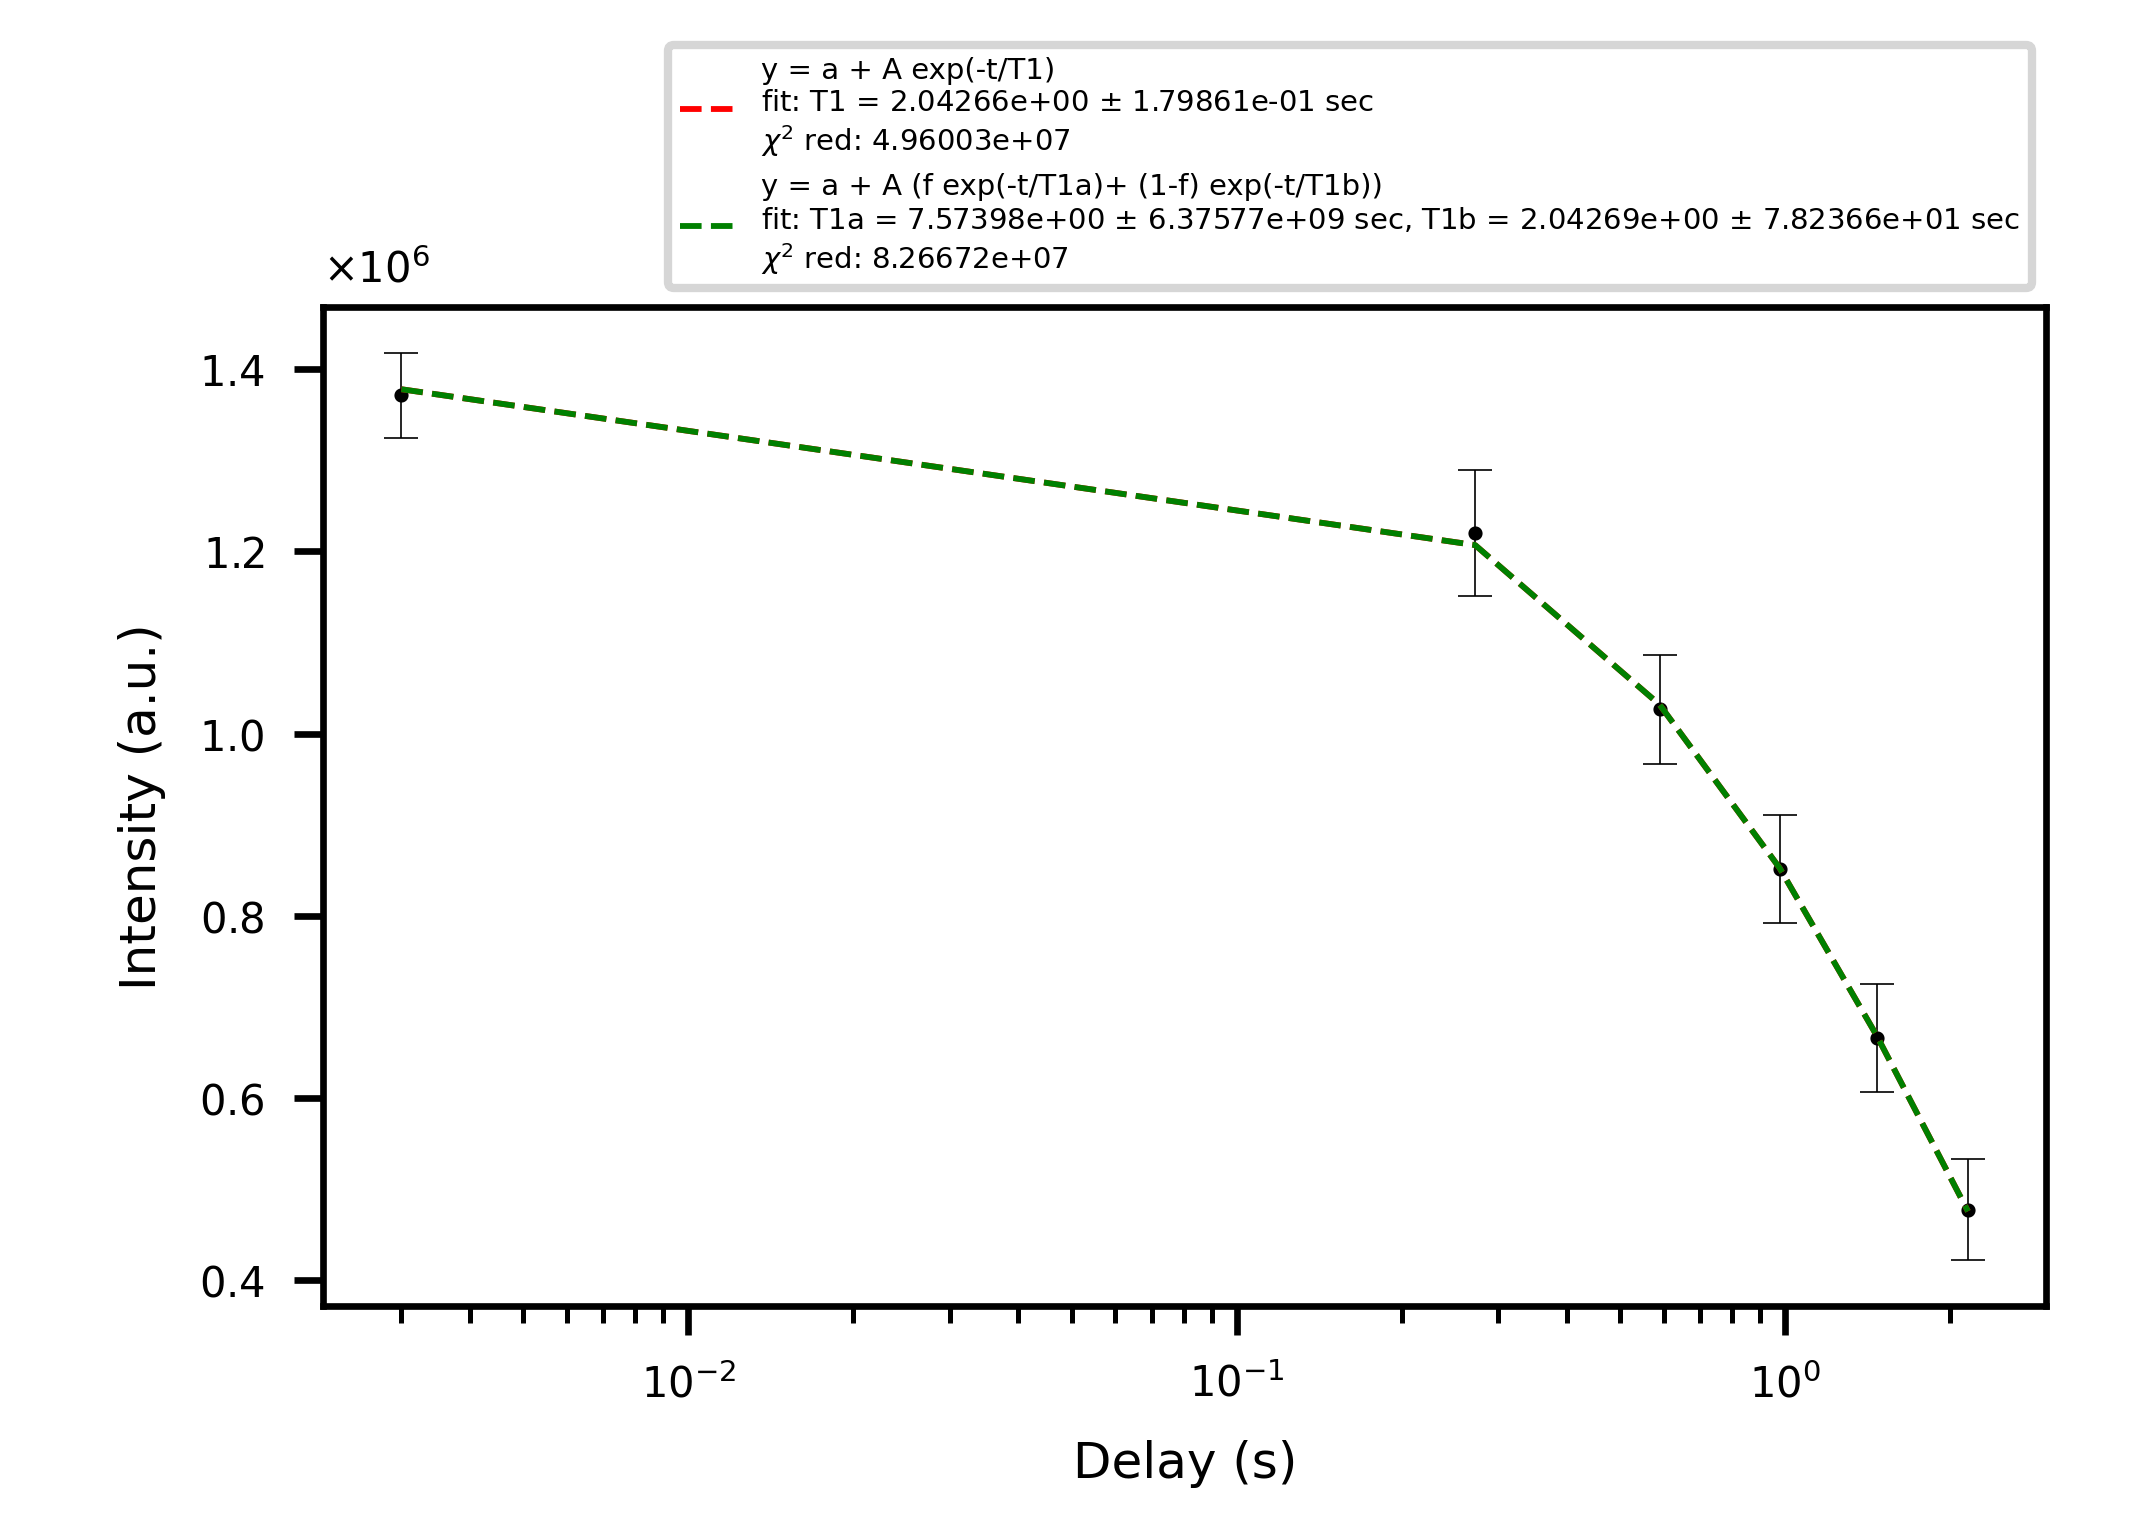 y = a + A exp(-t/T1)
fit: T1 = 2.04266e+00 ± 1.79861e-01 sec
χ² red: 4.96003e+07
y = a + A (f exp(-t/T1a)+ (1-f) exp(-t/T1b))
fit: T1a = 7.57398e+00 ± 6.37577e+09 sec, T1b = 2.04269e+00 ± 7.82366e+01 sec
χ² red: 8.26672e+07
×10⁶
1.4
1.2
1.0
0.8
0.6
0.4
Intensity (a.u.)
10⁻² 10⁻¹ 10⁰
Delay (s)